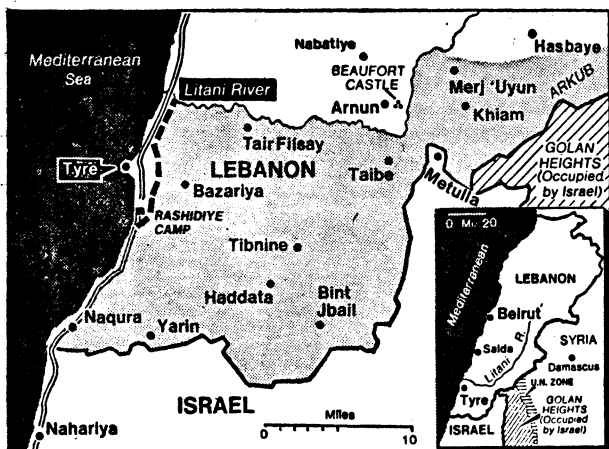 Mediterranean
Sea
Litani River
Nabatiye
BEAUFORT
CASTLE
Arnun
Hasbaye
ARKUB
Merj 'Uyun
Khiam
Tair Filsay
LEBANON
Taibe
Metulla
GOLAN
HEIGHTS
(Occupied
by Israel)
Tyre
Bazariya
RASHIDIYE
CAMP
Tibnine
Haddata
Bint
Jbail
Naqura
Yarin
ISRAEL
Nahariya
Miles
0
10
0 Mi. 20
Mediterranean
LEBANON
Beirut
Saida
Litani R.
SYRIA
Damascus
Tyre
U.N. ZONE
GOLAN
HEIGHTS
(Occupied
by Israel)
ISRAEL